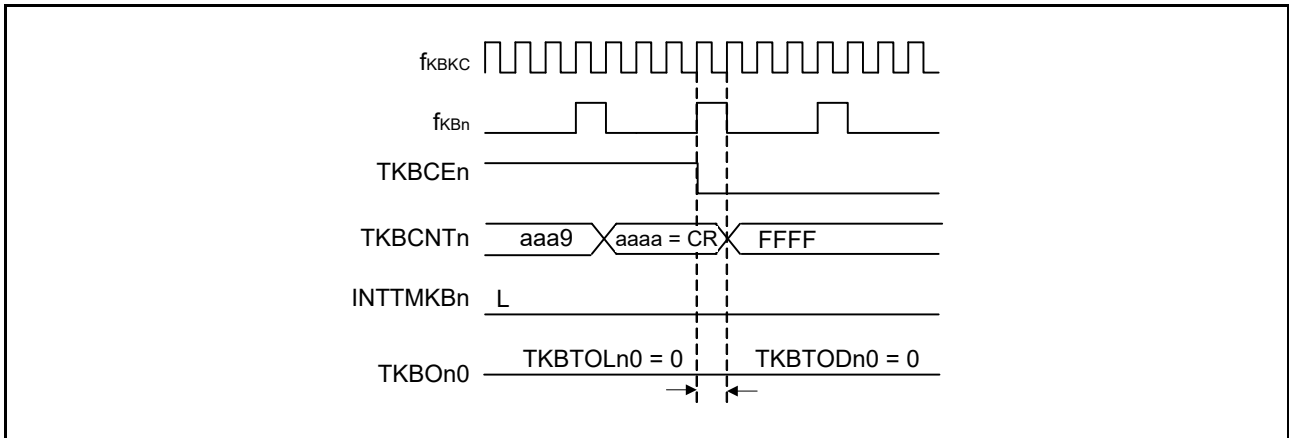 fKBKC
fKBn
TKBCEn
TKBCNTn aaa9 aaaa = CR FFFF
INTTMKBn L
TKBOn0 TKBTOLn0 = 0 TKBTODn0 = 0